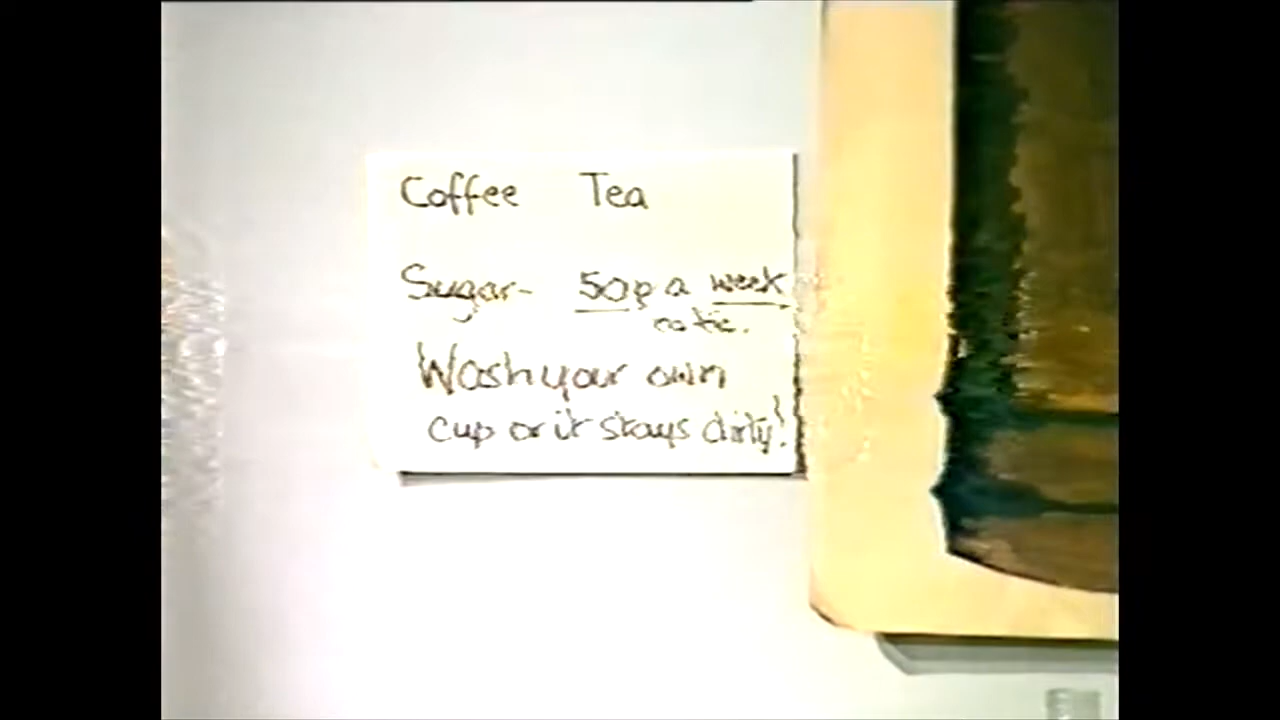 Coffee Tea
Sugar- 50p a week
Wash your own
cup or it stays dirty!